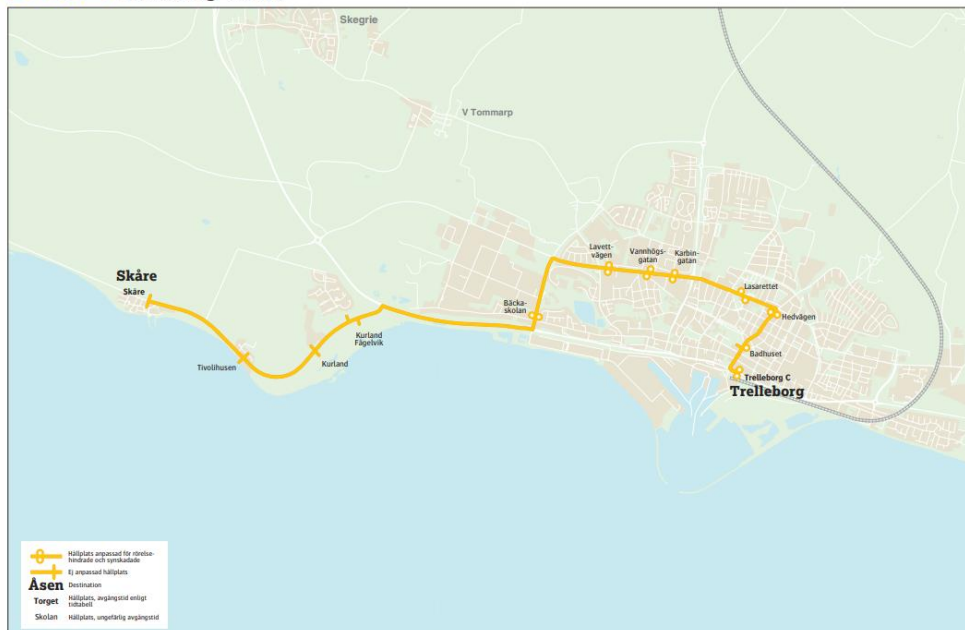 Skegrie
V Tommarp
Lavett-
vägen
Vannhögs-
gatan
Karbin-
gatan
Skåre
Skåre
Lasarettet
Bäcka-
skolan
Hedvägen
Kurland
Fågelvik
Badhuset
Tivolihusen
Kurland
Trelleborg C
Trelleborg
Hållplats anpassad för rörelse-
hindrade och synskadade
Ej anpassad hållplats
Åsen Destination
Torget Hållplats, avgångstid enligt
tidtabell
Skolan Hållplats, ungefärlig avgångstid